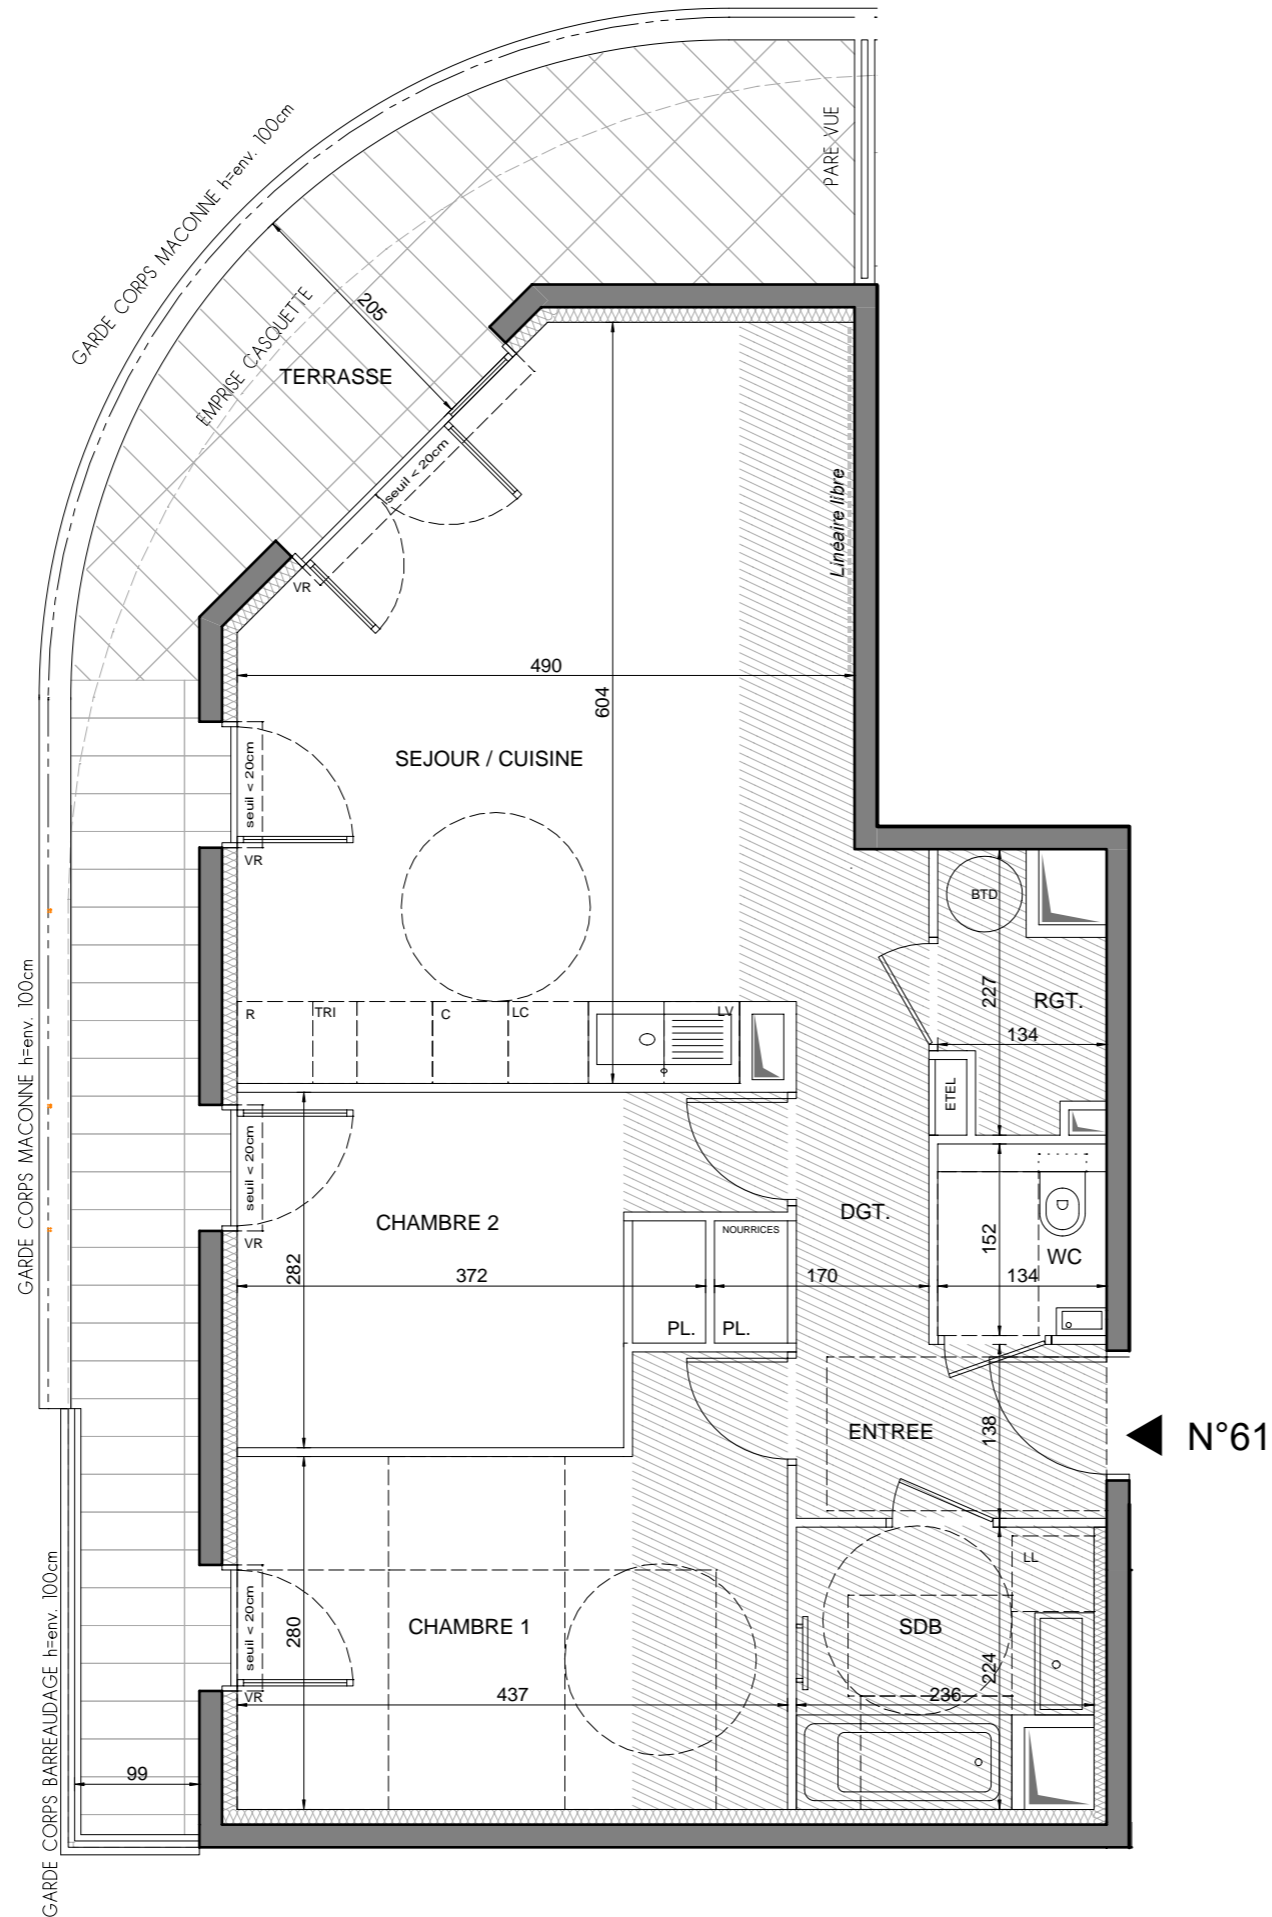 GARDE CORPS MACONNE h=env. 100cm
PARE VUE
EMPRISE CASQUETTE
205
TERRASSE
seuil < 20cm
Linéaire libre
VR
490
604
SEJOUR / CUISINE
seuil < 20cm
VR
BTD
227
RGT.
134
R
TRI
C
LC
LV
ETEL
GARDE CORPS MACONNE h=env. 100cm
seuil < 20cm
VR
CHAMBRE 2
282
372
NOURRICES
PL.
PL.
DGT.
170
152
WC
134
ENTREE
138
N°61
GARDE CORPS BARREAUDAGE h=env. 100cm
seuil < 20cm
VR
280
CHAMBRE 1
437
LL
SDB
224
236
99